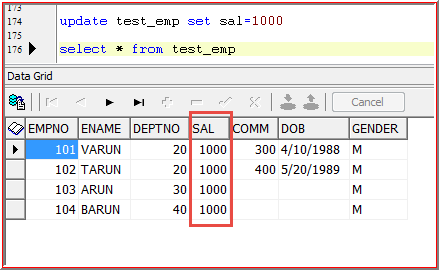 173
174 update test_emp set sal=1000
175
176 select * from test_emp
Data Grid
Cancel
EMPNO ENAME DEPTNO SAL COMM DOB GENDER
101 VARUN 20 1000 300 4/10/1988 M
102 TARUN 20 1000 400 5/20/1989 M
103 ARUN 30 1000 M
104 BARUN 40 1000 M